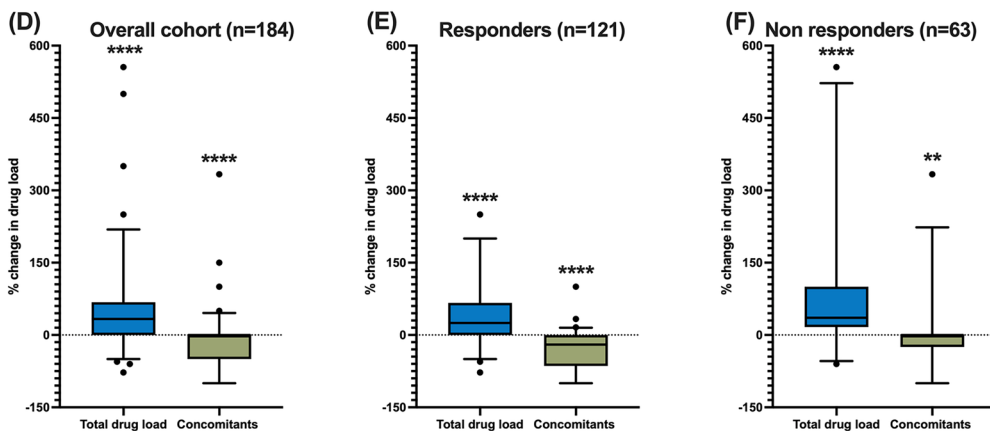 (D) Overall cohort (n=184)
% change in drug load
600
450
300
150
0
-150
****
****
Total drug load Concomitants
(E) Responders (n=121)
% change in drug load
600
450
300
150
0
-150
****
****
Total drug load Concomitants
(F) Non responders (n=63)
% change in drug load
600
450
300
150
0
-150
****
**
Total drug load Concomitants